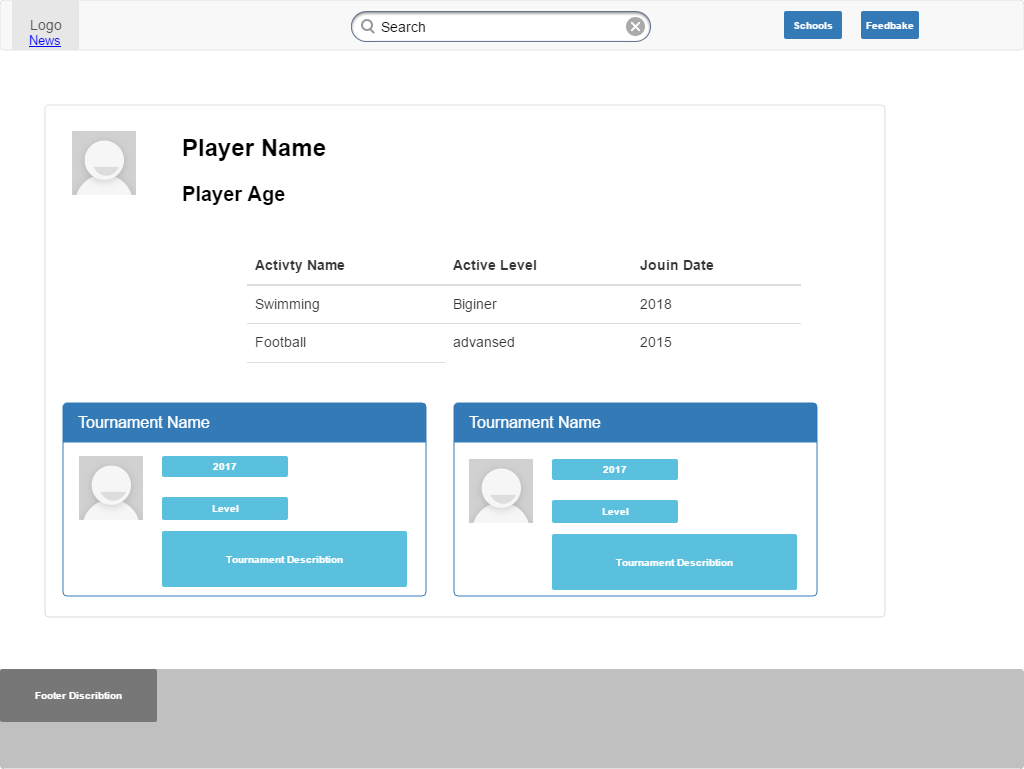 Logo
News
Search
Schools
Feedbake
Player Name
Player Age
Activty Name Active Level Jouin Date
Swimming Biginer 2018
Football advansed 2015
Tournament Name
2017
Level
Tournament Describtion
Tournament Name
2017
Level
Tournament Describtion
Footer Discribtion